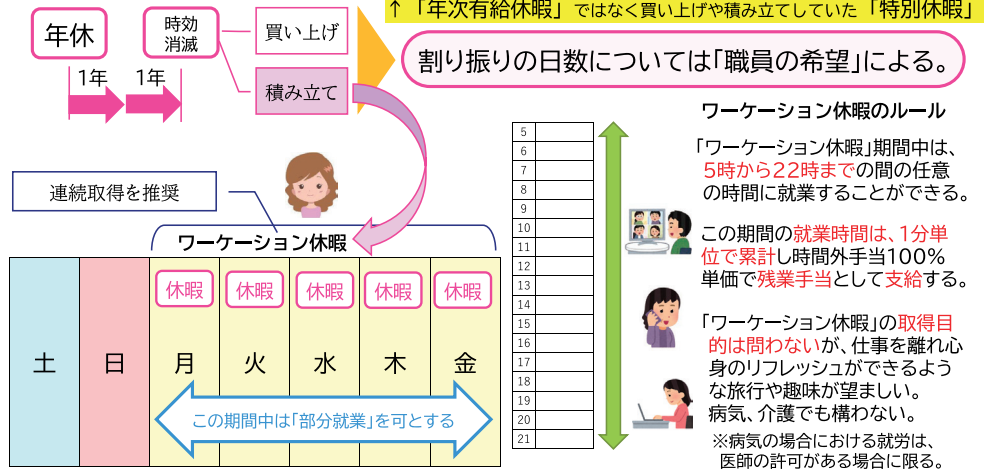 ↑「年次有給休暇」ではなく買い上げや積み立てしていた「特別休暇」
年休
時効
消滅
買い上げ
積み立て
1年
1年
割り振りの日数については「職員の希望」による。
連続取得を推奨
ワーケーション休暇
休暇
休暇
休暇
休暇
休暇
土
日
月
火
水
木
金
この期間中は「部分就業」を可とする
5
6
7
8
9
10
11
12
13
14
15
16
17
18
19
20
21
ワーケーション休暇のルール
「ワーケーション休暇」期間中は、
5時から22時までの間の任意
の時間に就業することができる。
この期間の就業時間は、1分単
位で累計し時間外手当100%
単価で残業手当として支給する。
「ワーケーション休暇」の取得目
的は問わないが、仕事を離れ心
身のリフレッシュができるよう
な旅行や趣味が望ましい。
病気、介護でも構わない。
※病気の場合における就労は、
医師の許可がある場合に限る。